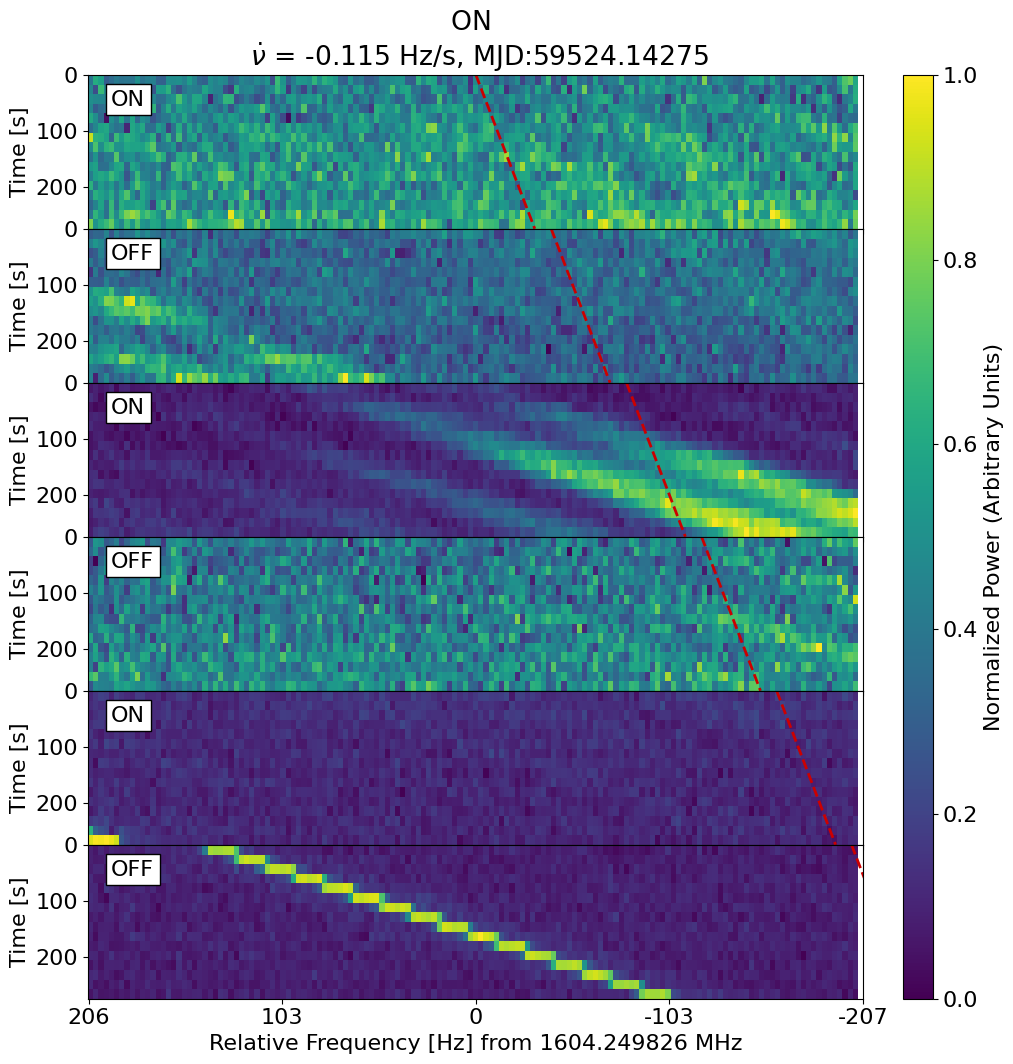 ON
ν̇ = -0.115 Hz/s, MJD:59524.14275
0
100
200
Time [s]
ON
0
100
200
Time [s]
OFF
0
100
200
Time [s]
ON
0
100
200
Time [s]
OFF
0
100
200
Time [s]
ON
0
100
200
Time [s]
OFF
206 103 0 -103 -207
Relative Frequency [Hz] from 1604.249826 MHz
1.0
0.8
0.6
0.4
0.2
0.0
Normalized Power (Arbitrary Units)